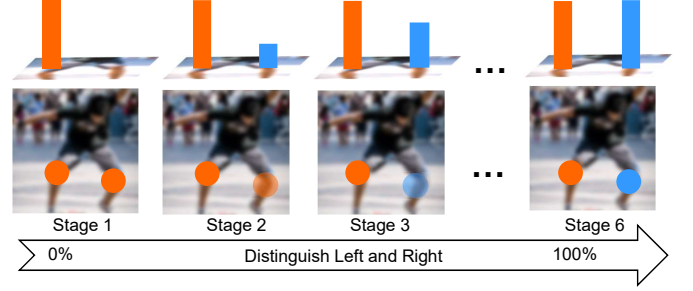 ...
...
Stage 1
Stage 2
Stage 3
Stage 6
0%
Distinguish Left and Right
100%